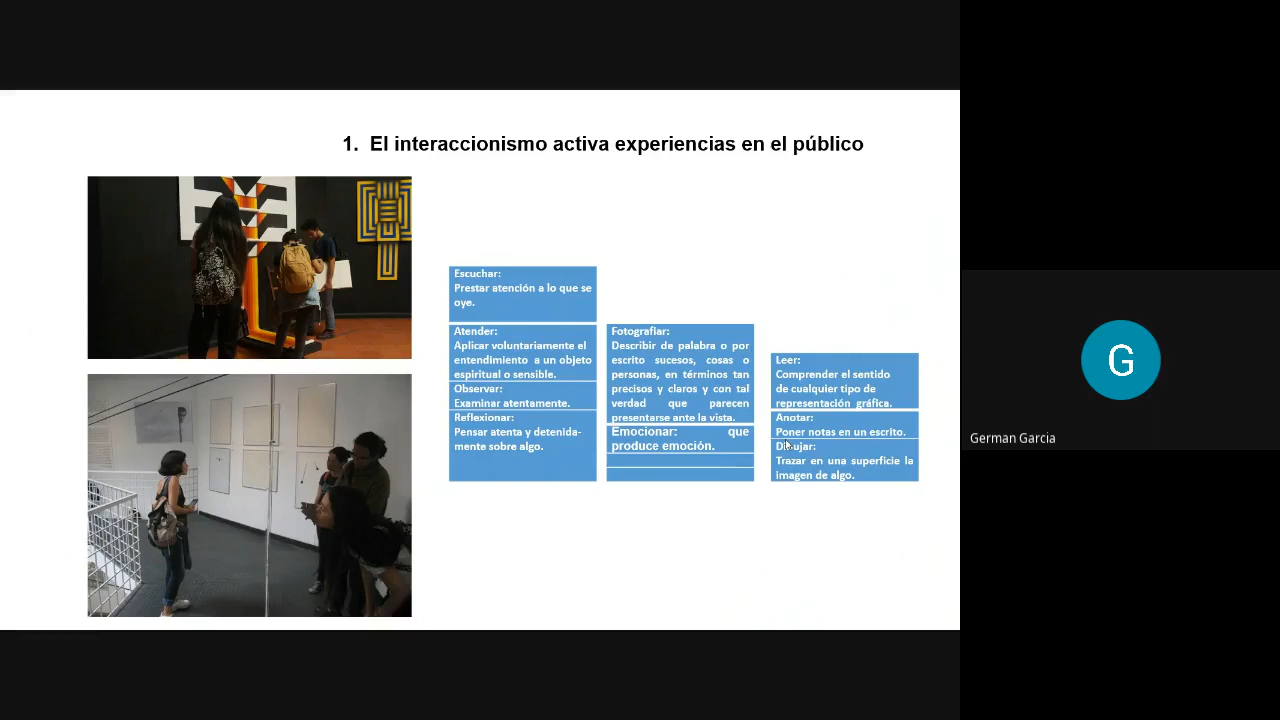 1. El interaccionismo activa experiencias en el público
Escuchar:
Prestar atención a lo que se
oye.
Atender:
Aplicar voluntariamente el
entendimiento a un objeto
espiritual o sensible.
Observar:
Examinar atentamente.
Reflexionar:
Pensar atenta y detenida-
mente sobre algo.
Fotografiar:
Describir de palabra o por
escrito sucesos, cosas o
personas, en términos tan
precisos y claros y con tal
verdad que parecen
presentarse ante la vista.
Emocionar: que
produce emoción.
Leer:
Comprender el sentido
de cualquier tipo de
representación gráfica.
Anotar:
Poner notas en un escrito.
Dibujar:
Trazar en una superficie la
imagen de algo.
G
German Garcia